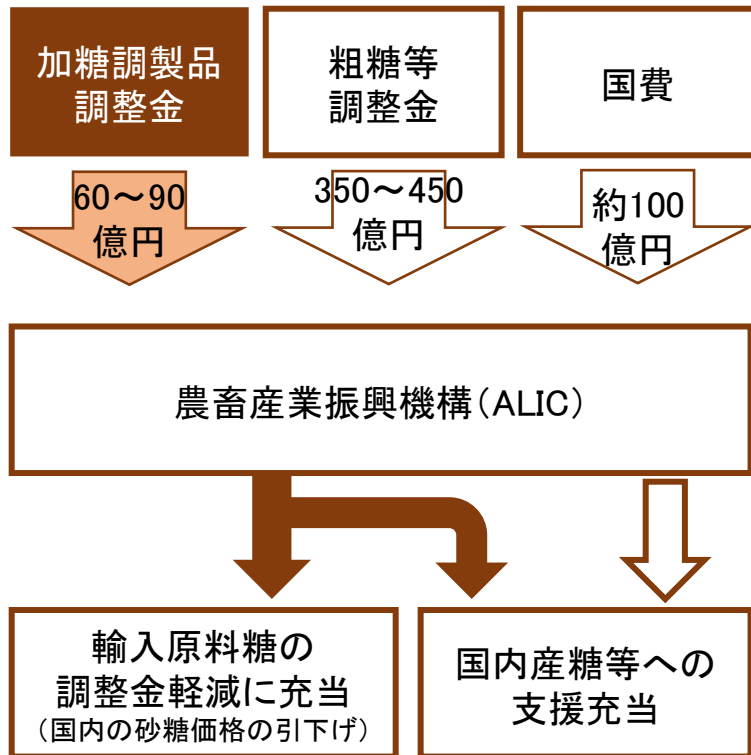 加糖調製品
調整金
粗糖等
調整金
国費
60～90
億円
350～450
億円
約100
億円
農畜産業振興機構(ALIC)
輸入原料糖の
調整金軽減に充当
(国内の砂糖価格の引下げ)
国内産糖等への
支援充当